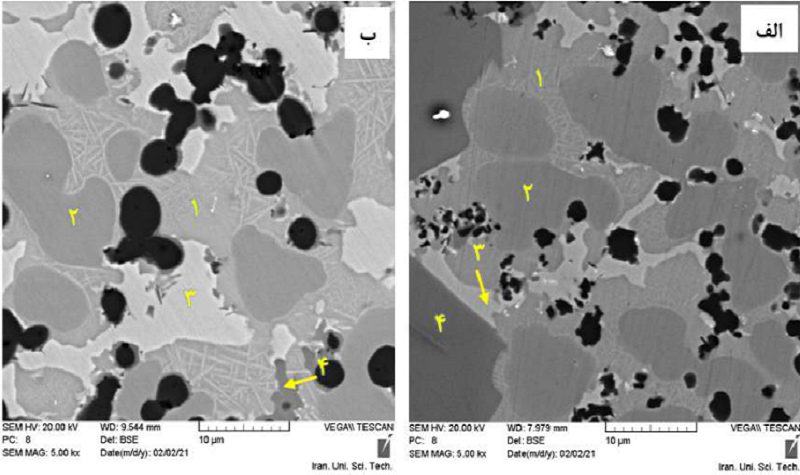 الف
۱
۲
۳
۴
SEM HV: 20.00 kV WD: 7.979 mm
PC: 8 Det: BSE 10 µm
SEM MAG: 5.00 kx Date(m/d/y): 02/02/21
VEGA\\ TESCAN
Iran. Uni. Sci. Tech.
ب
۱
۲
۳
۴
SEM HV: 20.00 kV WD: 9.544 mm
PC: 8 Det: BSE 10 µm
SEM MAG: 5.00 kx Date(m/d/y): 02/02/21
VEGA\\ TESCAN
Iran. Uni. Sci. Tech.